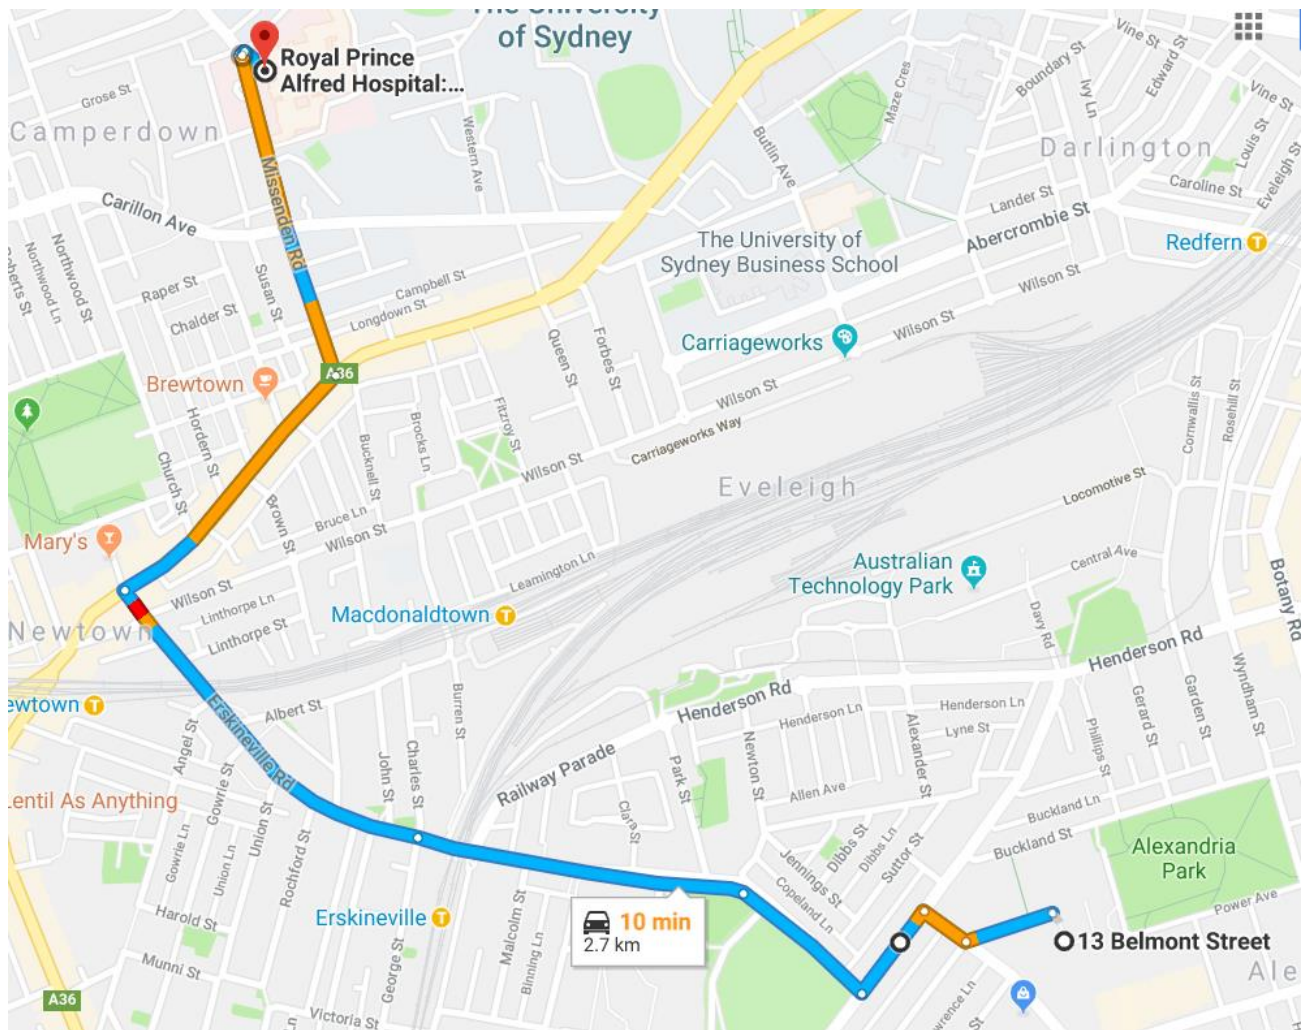 The University
of Sydney
Royal Prince
Alfred Hospital:...
Grose St
Camperdown
Missenden Rd
Carillon Ave
Western Ave
Butlin Ave
Maze Cres
Boundary St
Vine St
Edward St
Ivy Ln
Vine St
Louis St
Eveleigh St
Darlington
Caroline St
Lander St
Abercrombie St
Redfern
T
The University of
Sydney Business School
Wilson St
Northwood St
Northwood Ln
Raper St
Susan St
Chalder St
Campbell St
Longdown St
Queen St
Forbes St
Carriageworks
Wilson St
A36
Brewtown
Wilson St
Carriageworks Way
Hordern St
Church St
Bucknell St
Brocks Ln
Fitzroy St
Wilson St
Cornwallis St
Rosehill St
Eveleigh
Locomotive St
Brown St
Bruce Ln
Wilson St
Mary's
Leamington Ln
Australian
Technology Park
Central Ave
Botany Rd
Wilson St
Linthorpe Ln
Linthorpe St
Macdonaldtown
T
Newtown
Davy Rd
Henderson Rd
ewtown
T
Albert St
Angel St
Erskineville Rd
Burren St
Henderson Rd
Henderson Ln
Henderson Ln
Lyne St
Alexander St
Phillips St
Gerard St
Garden St
Wyndham St
John St
Charles St
Railway Parade
Park St
Newton St
Allen Ave
Lentil As Anything
Gowrie St
Gowrie Ln
Union St
Union Ln
Rochford St
Clara St
Buckland Ln
Buckland St
Alexandria
Park
Power Ave
Jennings St
Copeland Ln
Dibbs St
Dibbs Ln
Suttor St
Harold St
Erskineville
T
George St
Malcolm St
Binning Ln
10 min
2.7 km
13 Belmont Street
Ale
Munni St
A36
Victoria St
wrence Ln
St